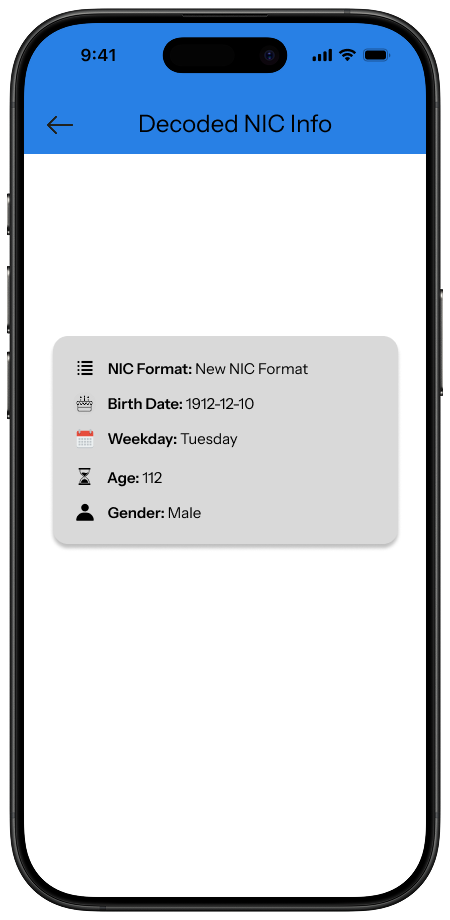 9:41
Decoded NIC Info
NIC Format: New NIC Format
Birth Date: 1912-12-10
Weekday: Tuesday
Age: 112
Gender: Male